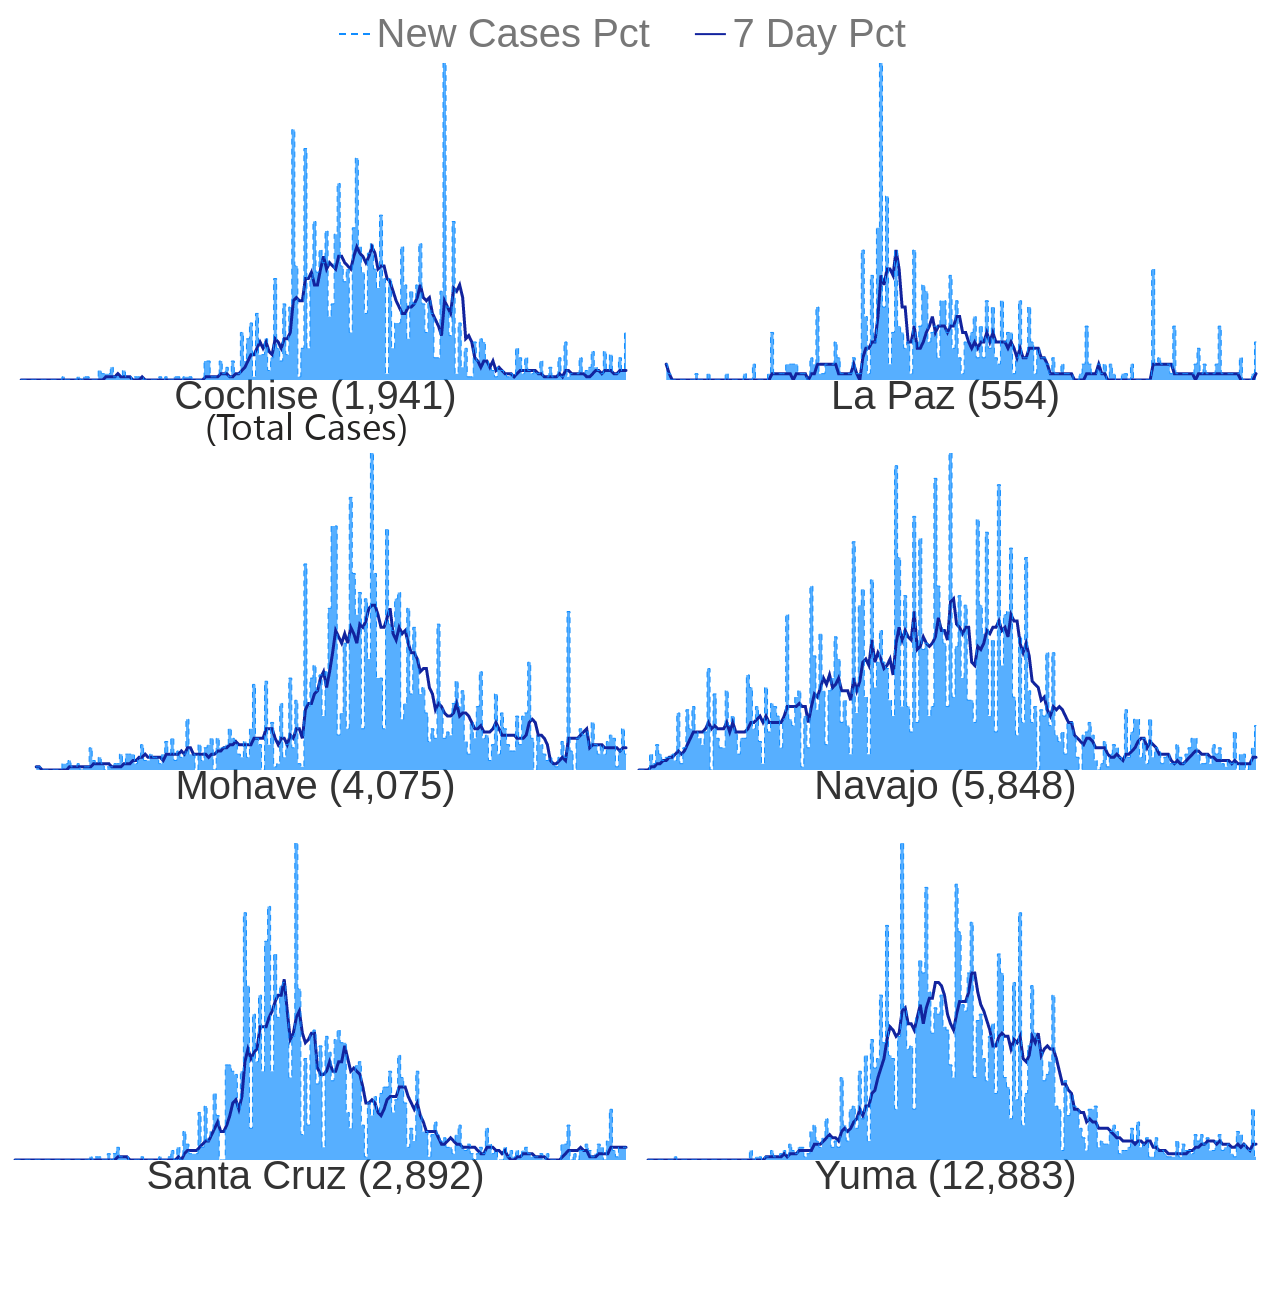 New Cases Pct 7 Day Pct
Cochise (1,941) La Paz (554)
(Total Cases)
Mohave (4,075) Navajo (5,848)
Santa Cruz (2,892) Yuma (12,883)